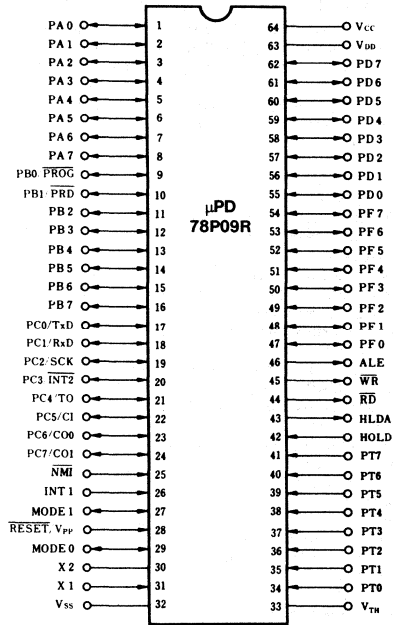 PA0 1 64 Vcc
PA1 2 63 VDD
PA2 3 62 PD7
PA3 4 61 PD6
PA4 5 60 PD5
PA5 6 59 PD4
PA6 7 58 PD3
PA7 8 57 PD2
PB0/PROG 9 56 PD1
PB1/PRD 10 55 PD0
PB2 11 54 PF7
PB3 12 53 PF6
PB4 13 52 PF5
PB5 14 51 PF4
PB6 15 50 PF3
PB7 16 49 PF2
PC0/TxD 17 48 PF1
PC1/RxD 18 47 PF0
PC2/SCK 19 46 ALE
PC3/INT2 20 45 WR
PC4/TO 21 44 RD
PC5/CI 22 43 HLDA
PC6/CO0 23 42 HOLD
PC7/CO1 24 41 PT7
NMI 25 40 PT6
INT1 26 39 PT5
MODE1 27 38 PT4
RESET/VPP 28 37 PT3
MODE0 29 36 PT2
X2 30 35 PT1
X1 31 34 PT0
Vss 32 33 VTH
μPD
78P09R